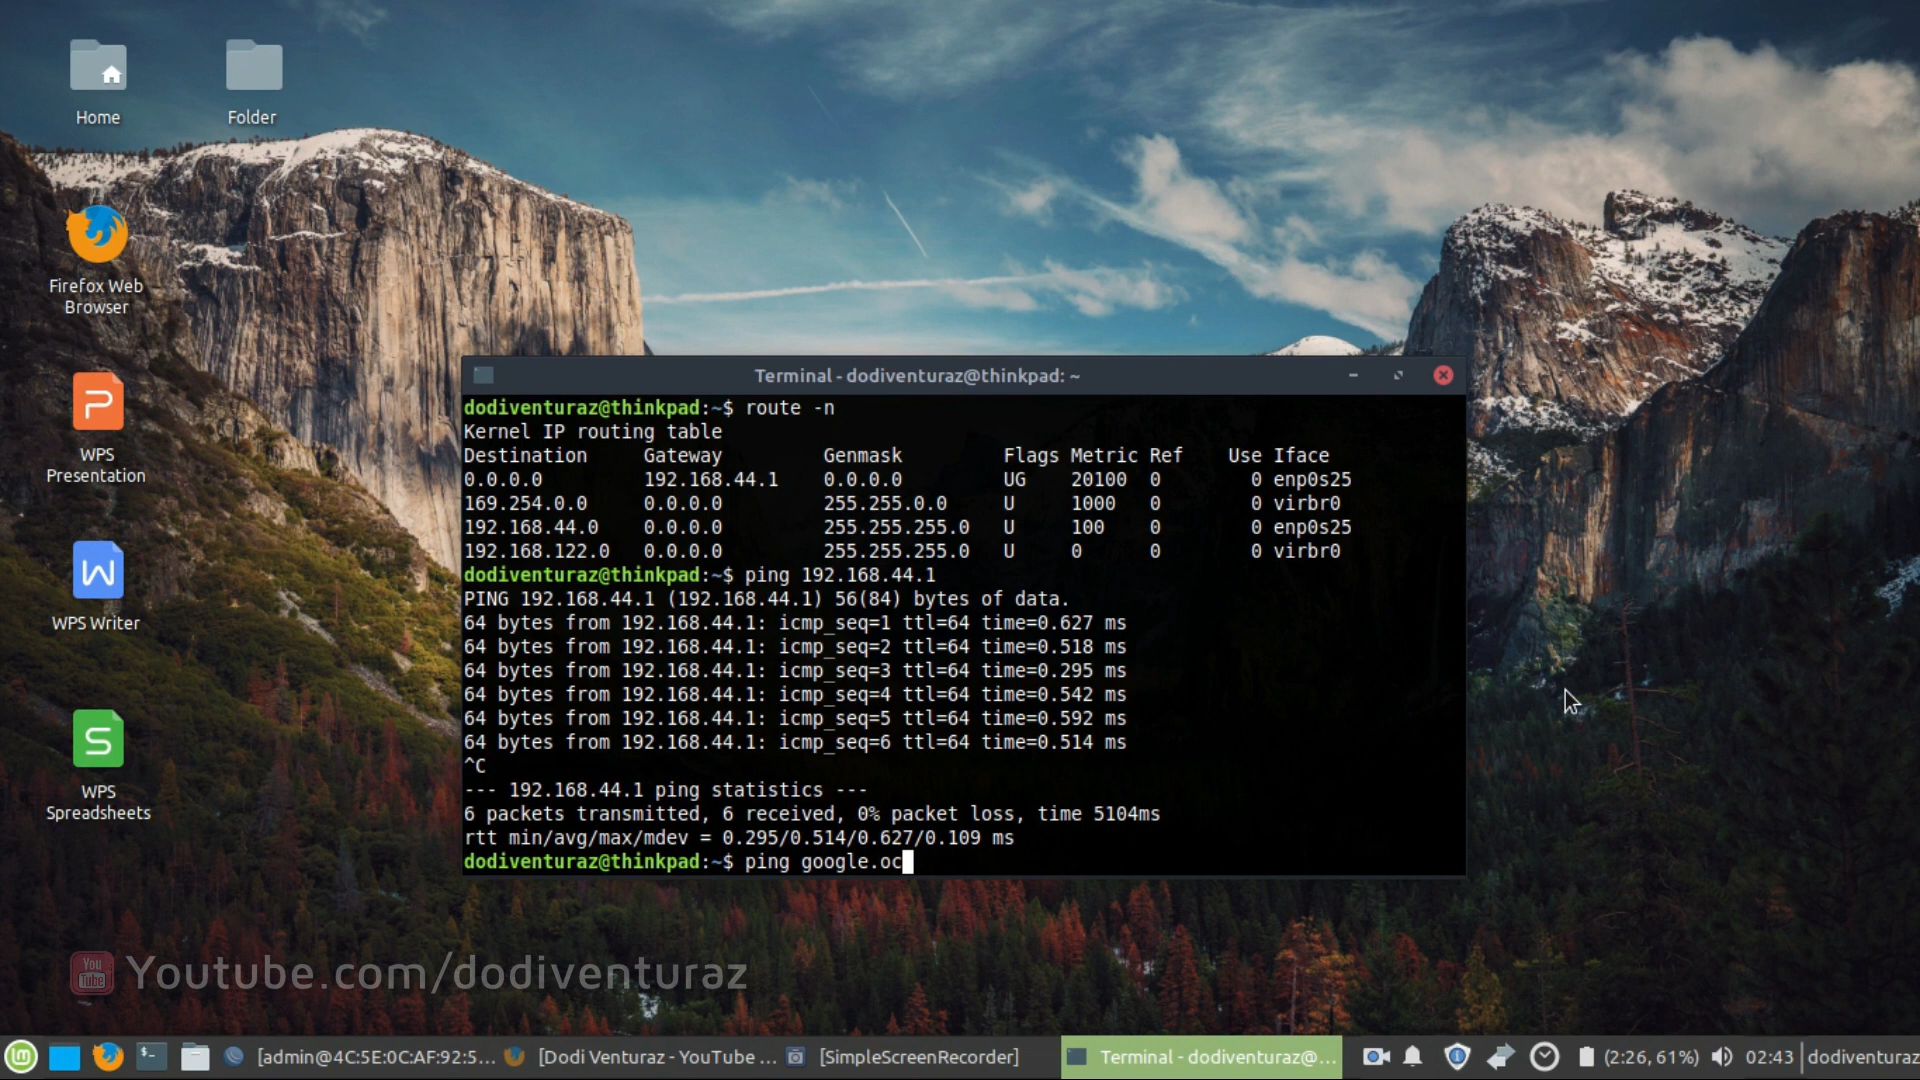 Home
Folder
Firefox Web
Browser
WPS
Presentation
WPS Writer
WPS
Spreadsheets
Terminal - dodiventuraz@thinkpad: ~
dodiventuraz@thinkpad:~$ route -n
Kernel IP routing table
Destination Gateway Genmask Flags Metric Ref Use Iface
0.0.0.0 192.168.44.1 0.0.0.0 UG 20100 0 0 enp0s25
169.254.0.0 0.0.0.0 255.255.0.0 U 1000 0 0 virbr0
192.168.44.0 0.0.0.0 255.255.255.0 U 100 0 0 enp0s25
192.168.122.0 0.0.0.0 255.255.255.0 U 0 0 0 virbr0
dodiventuraz@thinkpad:~$ ping 192.168.44.1
PING 192.168.44.1 (192.168.44.1) 56(84) bytes of data.
64 bytes from 192.168.44.1: icmp_seq=1 ttl=64 time=0.627 ms
64 bytes from 192.168.44.1: icmp_seq=2 ttl=64 time=0.518 ms
64 bytes from 192.168.44.1: icmp_seq=3 ttl=64 time=0.295 ms
64 bytes from 192.168.44.1: icmp_seq=4 ttl=64 time=0.542 ms
64 bytes from 192.168.44.1: icmp_seq=5 ttl=64 time=0.592 ms
64 bytes from 192.168.44.1: icmp_seq=6 ttl=64 time=0.514 ms
^C
--- 192.168.44.1 ping statistics ---
6 packets transmitted, 6 received, 0% packet loss, time 5104ms
rtt min/avg/max/mdev = 0.295/0.514/0.627/0.109 ms
dodiventuraz@thinkpad:~$ ping google.oc
You
Tube
Youtube.com/dodiventuraz
[admin@4C:5E:0C:AF:92:5... [Dodi Venturaz - YouTube ... [SimpleScreenRecorder] Terminal - dodiventuraz@... (2:26, 61%) 02:43 dodiventuraz